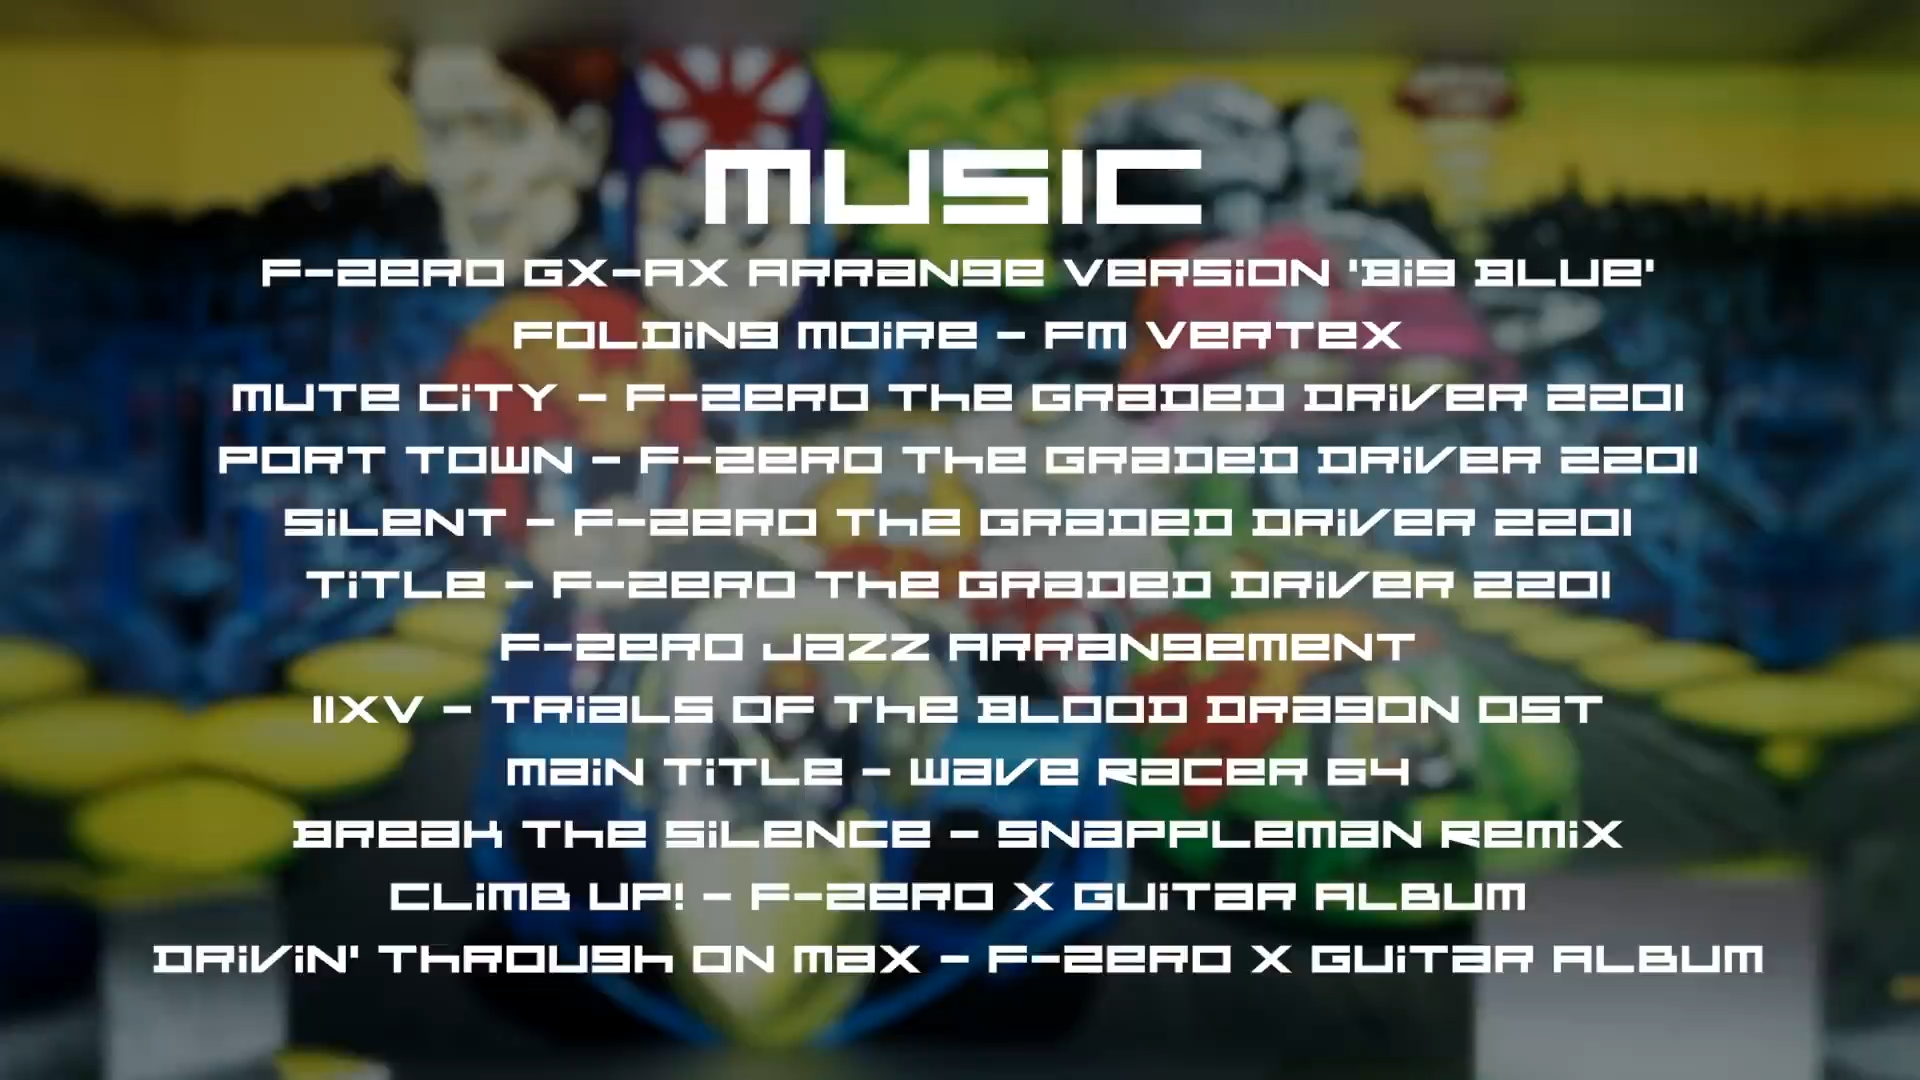 MUSIC
F-ZERO GX-AX ARRANGE VERSION 'BIG BLUE'
FOLDING MOIRE - FM VERTEX
MUTE CITY - F-ZERO THE GRADED DRIVER 2201
PORT TOWN - F-ZERO THE GRADED DRIVER 2201
SILENT - F-ZERO THE GRADED DRIVER 2201
TITLE - F-ZERO THE GRADED DRIVER 2201
F-ZERO JAZZ ARRANGEMENT
IIXV - TRIALS OF THE BLOOD DRAGON OST
MAIN TITLE - WAVE RACER 64
BREAK THE SILENCE - SNAPPLEMAN REMIX
CLIMB UP! - F-ZERO X GUITAR ALBUM
DRIVIN' THROUGH ON MAX - F-ZERO X GUITAR ALBUM